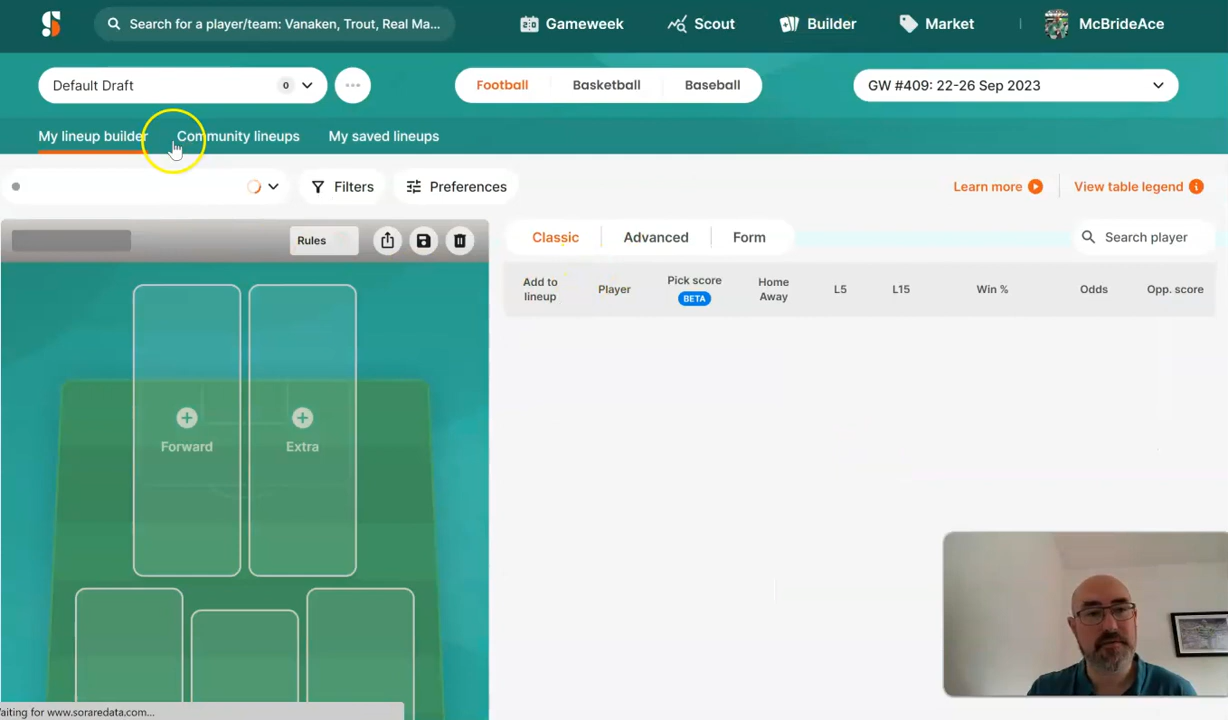 Search for a player/team: Vanaken, Trout, Real Ma...
Gameweek
Scout
Builder
Market
McBrideAce
Default Draft
0
Football
Basketball
Baseball
GW #409: 22-26 Sep 2023
My lineup builder
Community lineups
My saved lineups
Filters
Preferences
Learn more
View table legend
Rules
Classic
Advanced
Form
Search player
Add to
lineup
Player
Pick score
BETA
Home
Away
L5
L15
Win %
Odds
Opp. score
Forward
Extra
Waiting for www.soraredata.com...